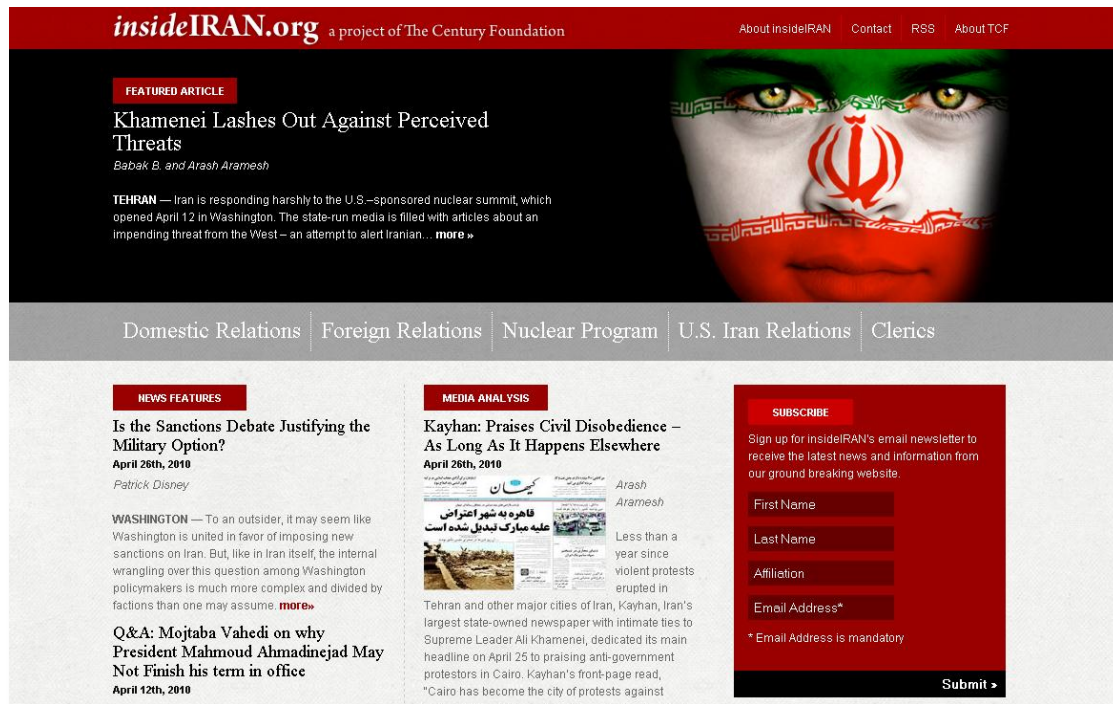 insideIRAN.org a project of The Century Foundation
About insideIRAN
Contact
RSS
About TCF
FEATURED ARTICLE
Khamenei Lashes Out Against Perceived
Threats
Babak B. and Arash Aramesh
TEHRAN — Iran is responding harshly to the U.S.–sponsored nuclear summit, which
opened April 12 in Washington. The state-run media is filled with articles about an
impending threat from the West – an attempt to alert Iranian… more »
Domestic Relations
Foreign Relations
Nuclear Program
U.S. Iran Relations
Clerics
NEWS FEATURES
Is the Sanctions Debate Justifying the
Military Option?
April 26th, 2010
Patrick Disney
WASHINGTON — To an outsider, it may seem like
Washington is united in favor of imposing new
sanctions on Iran. But, like in Iran itself, the internal
wrangling over this question among Washington
policymakers is much more complex and divided by
factions than one may assume. more»
Q&A: Mojtaba Vahedi on why
President Mahmoud Ahmadinejad May
Not Finish his term in office
April 12th, 2010
MEDIA ANALYSIS
Kayhan: Praises Civil Disobedience –
As Long As It Happens Elsewhere
April 26th, 2010
کیهان
قاهره به شهر اعتراض
علیه مبارک تبدیل شده است
Arash
Aramesh
Less than a
year since
violent protests
erupted in
Tehran and other major cities of Iran, Kayhan, Iran's
largest state-owned newspaper with intimate ties to
Supreme Leader Ali Khamenei, dedicated its main
headline on April 25 to praising anti-government
protestors in Cairo. Kayhan's front-page read,
"Cairo has become the city of protests against
SUBSCRIBE
Sign up for insideIRAN's email newsletter to
receive the latest news and information from
our ground breaking website.
First Name
Last Name
Affiliation
Email Address*
* Email Address is mandatory
Submit »